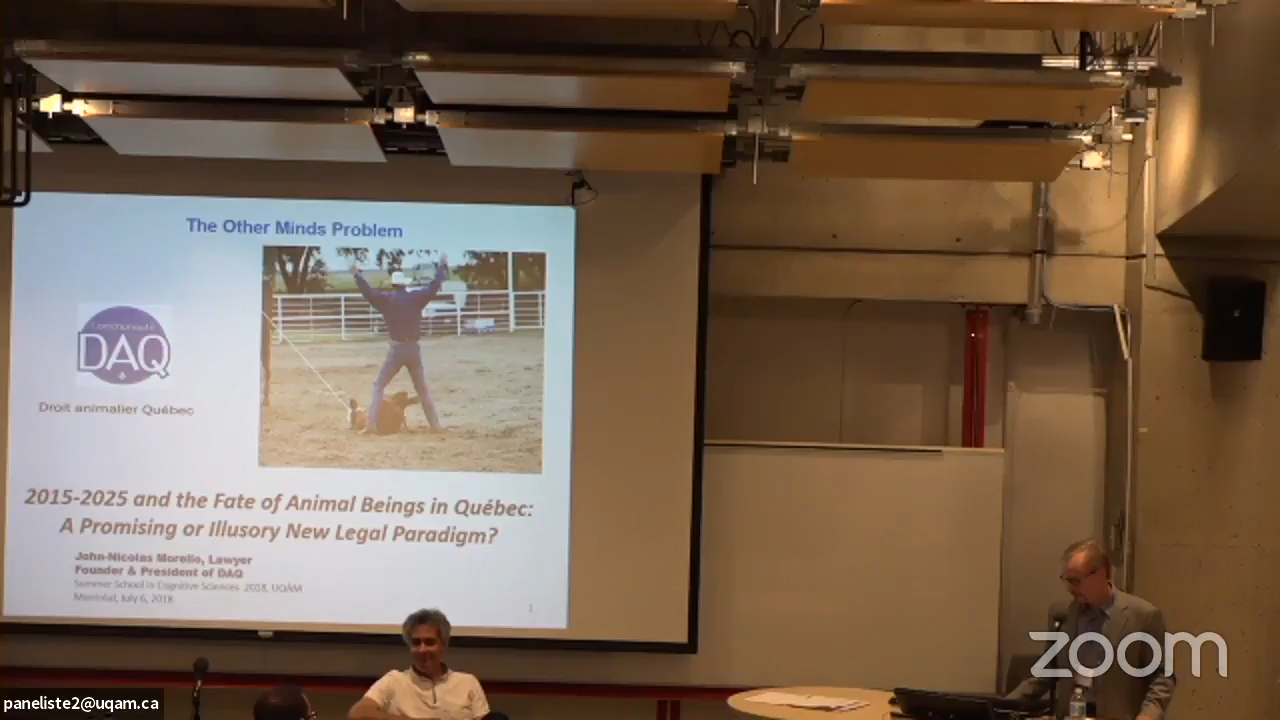 The Other Minds Problem
Communauté
DAQ
Droit animalier Québec
2015-2025 and the Fate of Animal Beings in Québec:
A Promising or Illusory New Legal Paradigm?
John-Nicolas Morello, Lawyer
Founder & President of DAQ
Summer School in Cognitive Sciences 2018, UQÀM
Montréal, July 6, 2018
1
zoom
paneliste2@uqam.ca